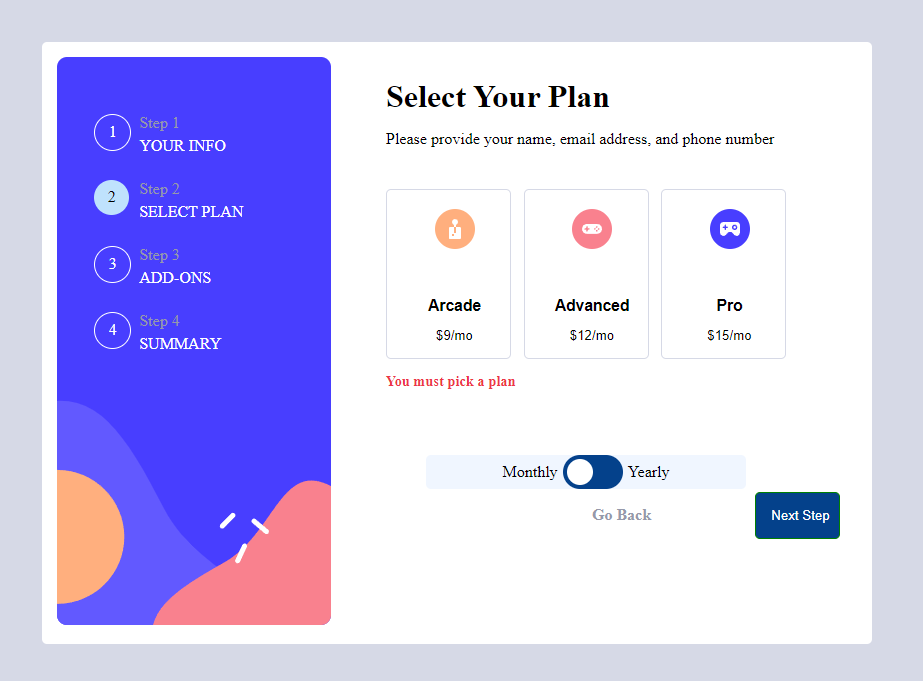 1
Step 1
YOUR INFO
2
Step 2
SELECT PLAN
3
Step 3
ADD-ONS
4
Step 4
SUMMARY
Select Your Plan
Please provide your name, email address, and phone number
Arcade
$9/mo
Advanced
$12/mo
Pro
$15/mo
You must pick a plan
Monthly Yearly
Go Back
Next Step